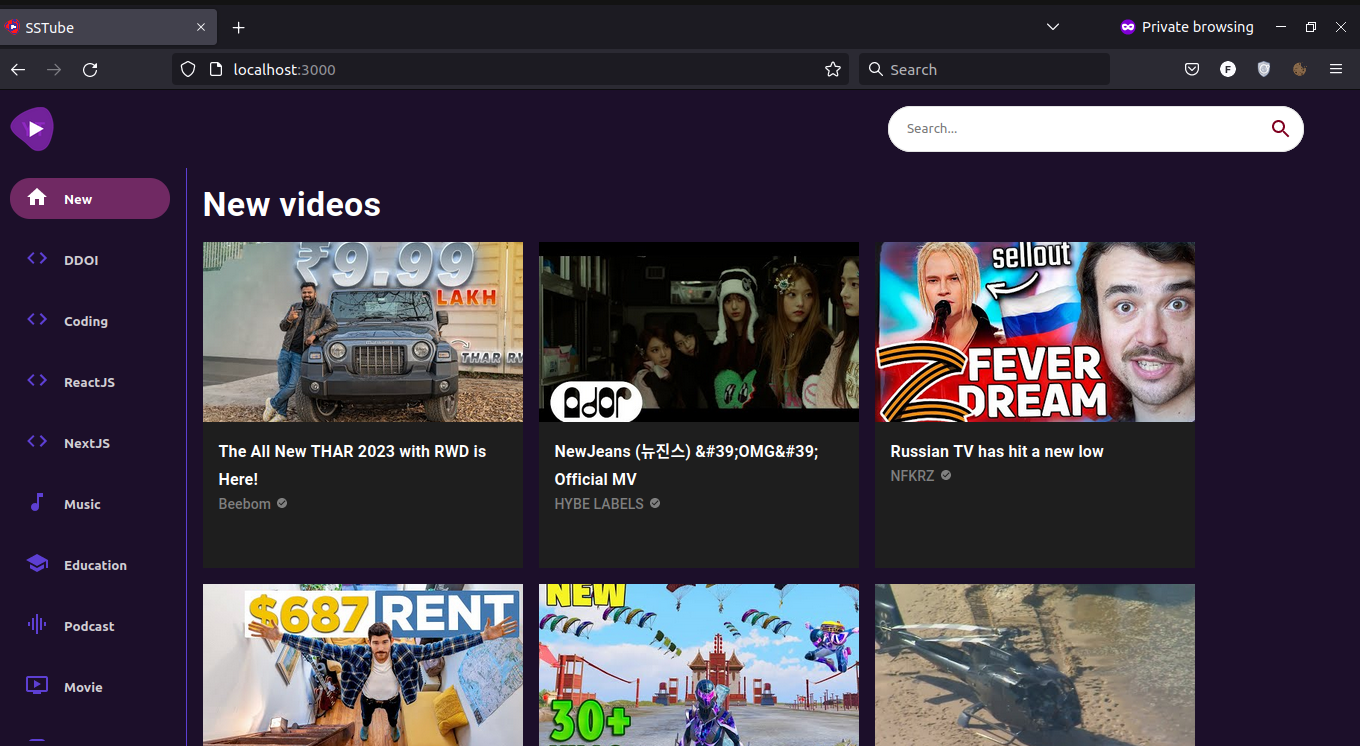 SSTube
Private browsing
localhost:3000
Search
F
Search...
New
DDOI
Coding
ReactJS
NextJS
Music
Education
Podcast
Movie
New videos
₹9.99
LAKH
THAR RW
The All New THAR 2023 with RWD is
Here!
Beebom
ador
NewJeans (뉴진스) &#39;OMG&#39;
Official MV
HYBE LABELS
sellout
Z FEVER
DREAM
Russian TV has hit a new low
NFKRZ
$687 RENT
NEW
30+